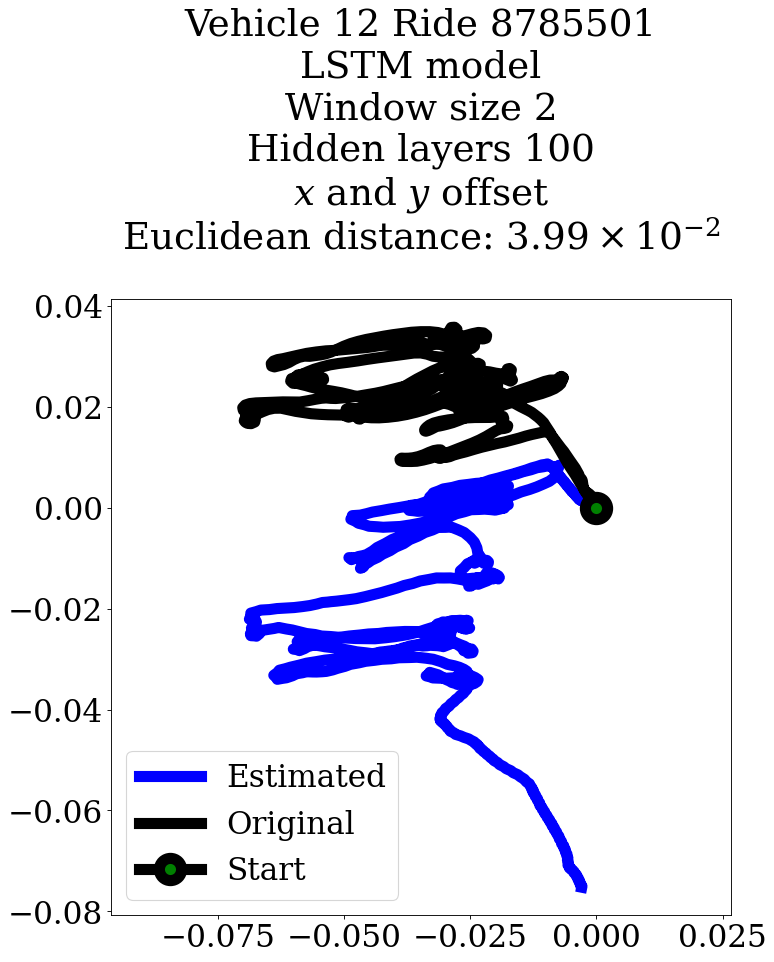 Vehicle 12 Ride 8785501
LSTM model
Window size 2
Hidden layers 100
x and y offset
Euclidean distance: 3.99 × 10⁻²
0.04
0.02
0.00
−0.02
−0.04
−0.06
−0.08
Estimated
Original
Start
−0.075 −0.050 −0.025 0.000 0.025